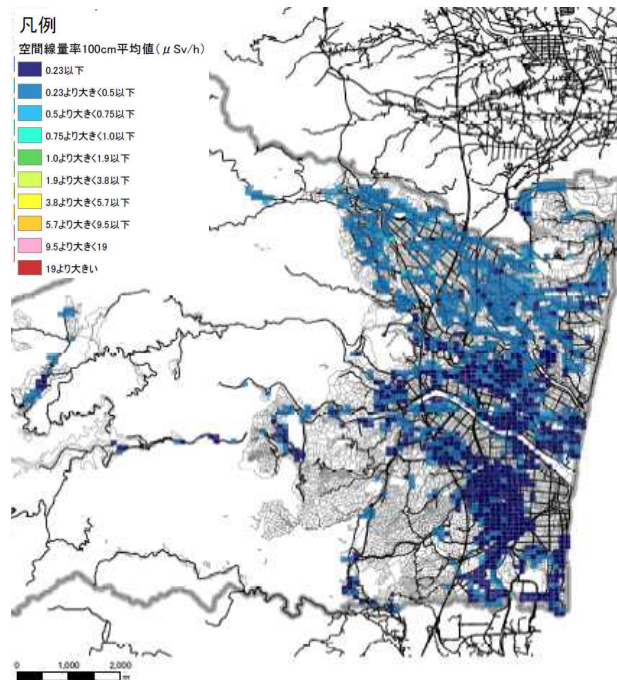 凡例
空間線量率100cm平均値(μSv/h)
0.23以下
0.23より大きく0.5以下
0.5より大きく0.75以下
0.75より大きく1.0以下
1.0より大きく1.9以下
1.9より大きく3.8以下
3.8より大きく5.7以下
5.7より大きく9.5以下
9.5より大きく19
19より大きい
0 1,000 2,000
m